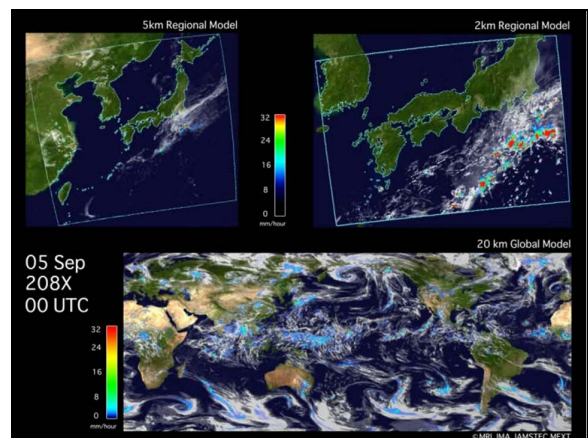 5km Regional Model
2km Regional Model
32
24
16
8
0
mm/hour
20 km Global Model
05 Sep
208X
00 UTC
32
24
16
8
0
mm/hour
©MRI, JMA, JAMSTEC, MEXT